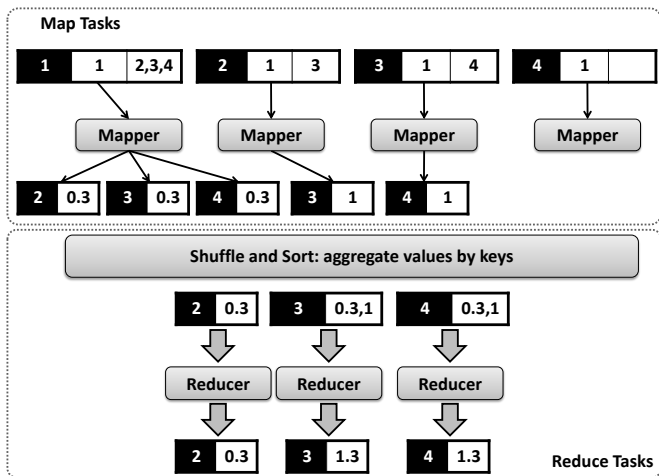 Map Tasks
1 1 2,3,4 2 1 3 3 1 4 4 1
Mapper Mapper Mapper Mapper
2 0.3 3 0.3 4 0.3 3 1 4 1
Shuffle and Sort: aggregate values by keys
2 0.3 3 0.3,1 4 0.3,1
Reducer Reducer Reducer
2 0.3 3 1.3 4 1.3
Reduce Tasks